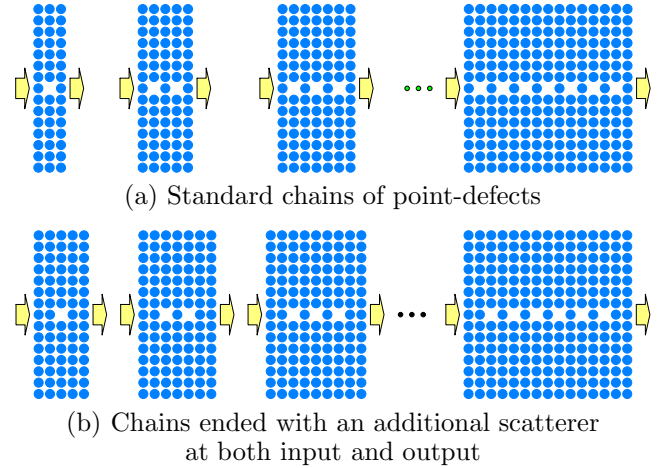 (a) Standard chains of point-defects
(b) Chains ended with an additional scatterer
at both input and output